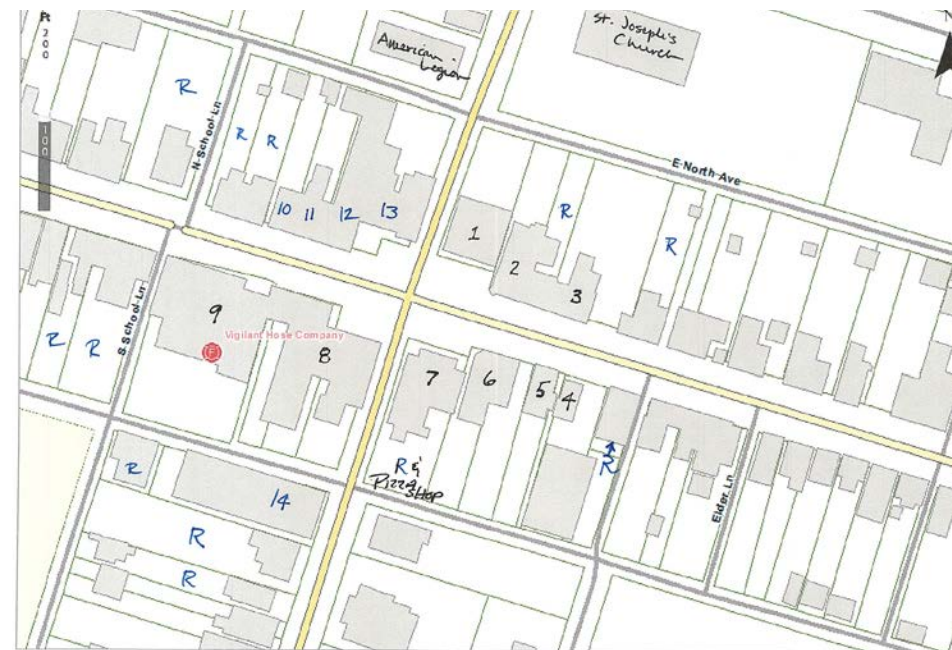 Ft
200
100
American
Legion
St. Joseph's
Church
R
N School Ln
R
R
E North Ave
10
11
12
13
1
R
R
2
3
S School Ln
9
Vigilant Hose Company
F
8
R
R
7
6
5
4
R &
Pizza
SHOP
R
R
14
Elder Ln
R
R